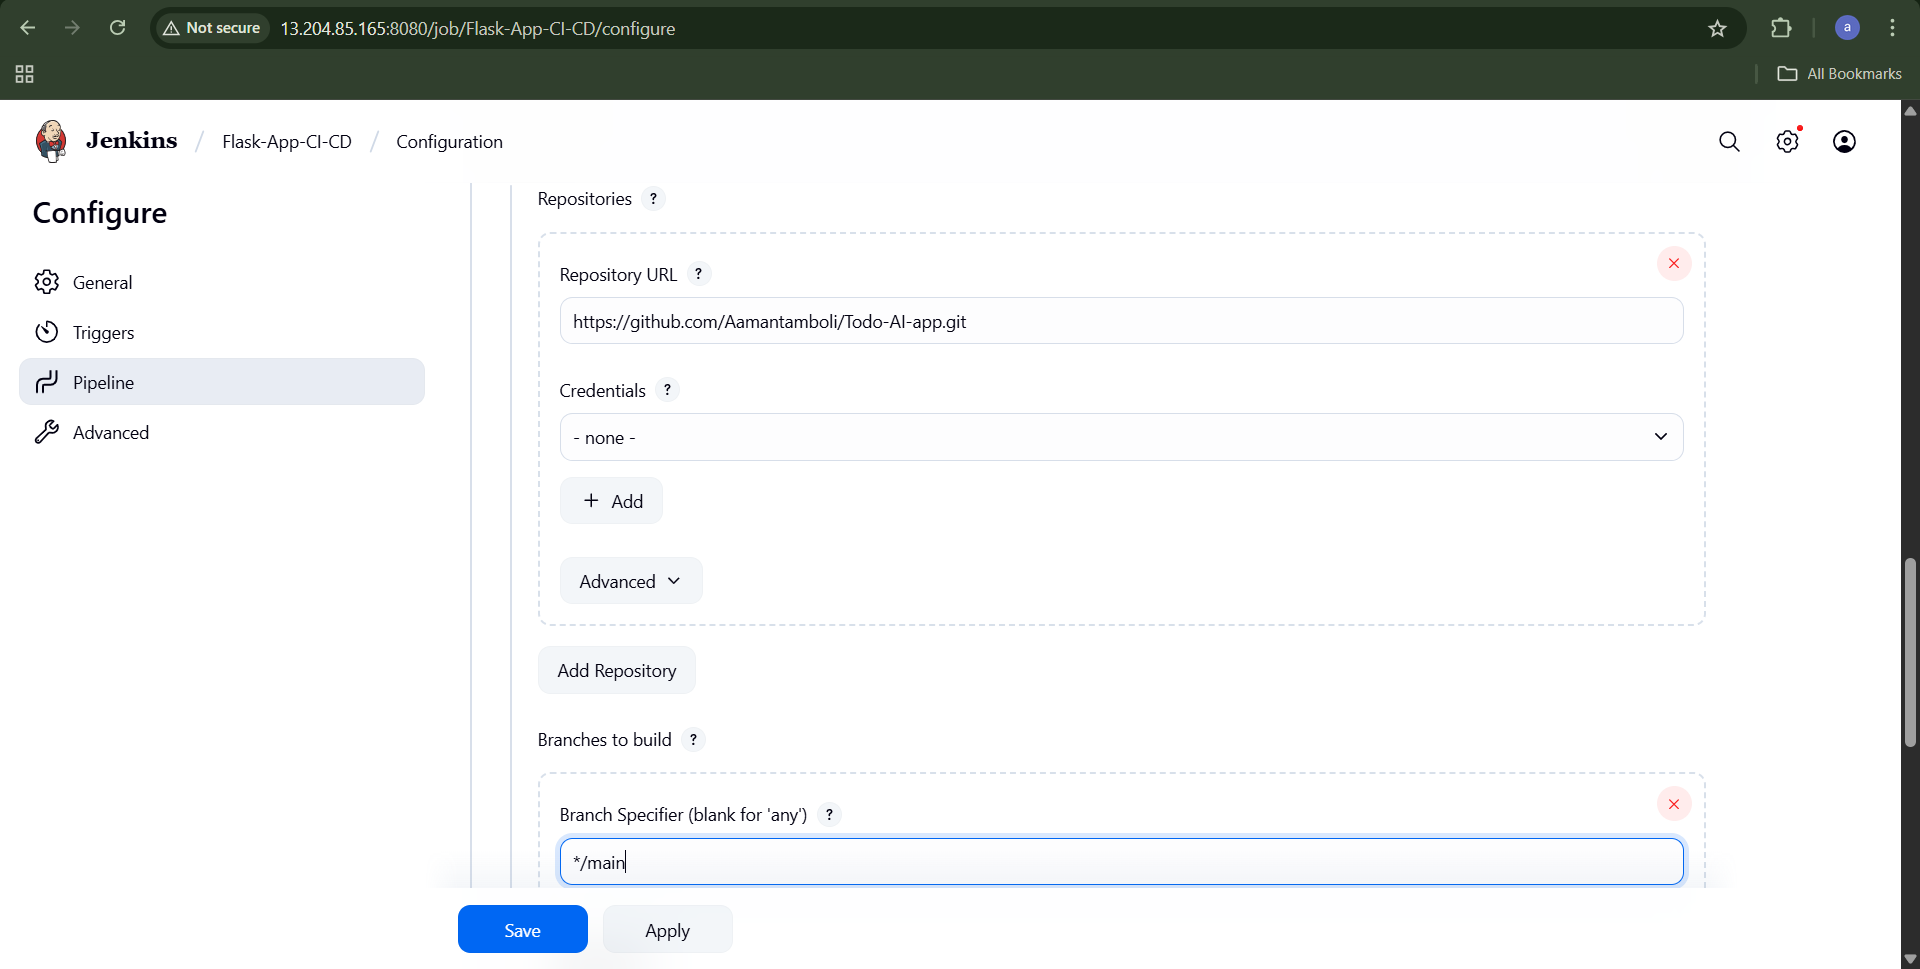 Not secure
13.204.85.165:8080/job/Flask-App-CI-CD/configure
a
All Bookmarks
Jenkins / Flask-App-CI-CD / Configuration
Configure
General
Triggers
Pipeline
Advanced
Repositories ?
Repository URL ?
https://github.com/Aamantamboli/Todo-AI-app.git
Credentials ?
- none -
+ Add
Advanced
Add Repository
Branches to build ?
Branch Specifier (blank for 'any') ?
*/main
Save
Apply